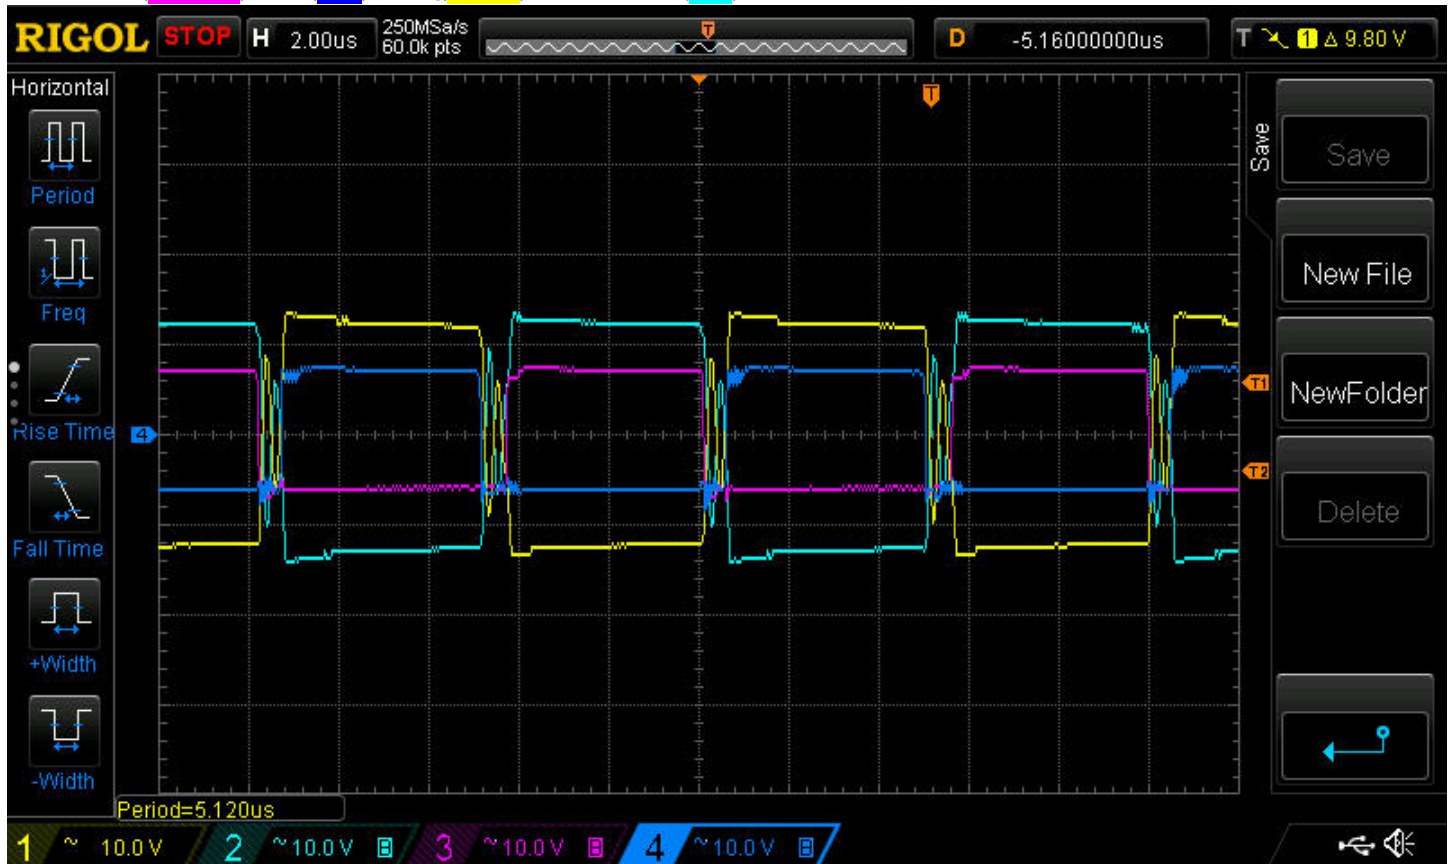 RIGOL STOP H 2.00us 250MSa/s 60.0k pts T D -5.16000000us T 1 Δ 9.80 V
Horizontal
Period
Freq
Rise Time
Fall Time
+Width
-Width
T
4
T1
T2
Save
Save
New File
NewFolder
Delete
Period=5.120us
1 ~ 10.0 V 2 ~10.0 V B 3 ~10.0 V B 4 ~10.0 V B